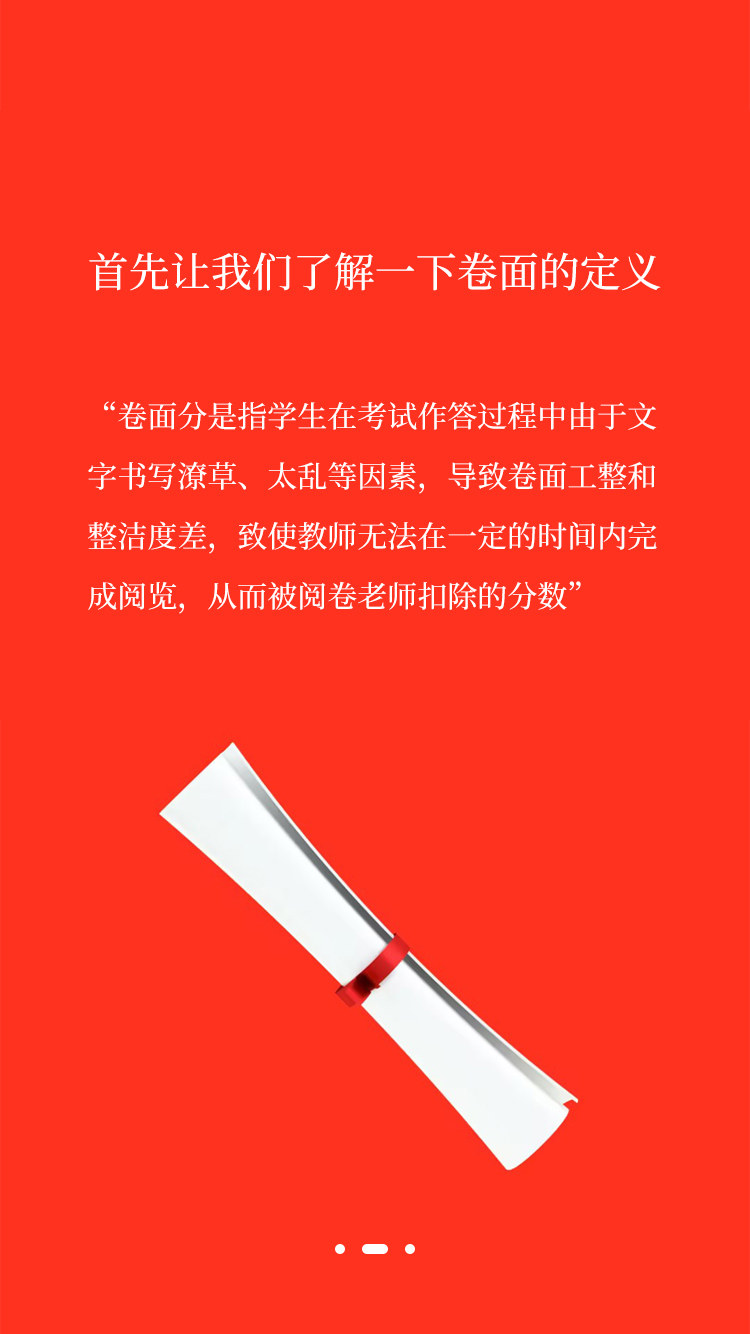 首先让我们了解一下卷面的定义
“卷面分是指学生在考试作答过程中由于文
字书写潦草、太乱等因素，导致卷面工整和
整洁度差，致使教师无法在一定的时间内完
成阅览，从而被阅卷老师扣除的分数”